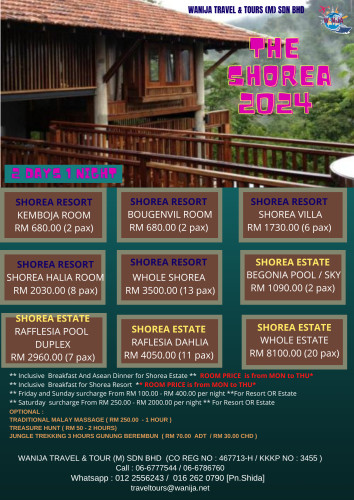 WANIJA TRAVEL & TOURS (M) SDN BHD
WANIJA
THE
SHOREA
2024
2 DAYS 1 NIGHT
SHOREA RESORT
KEMBOJA ROOM
RM 680.00 (2 pax)
SHOREA RESORT
BOUGENVIL ROOM
RM 680.00 (2 pax)
SHOREA RESORT
SHOREA VILLA
RM 1730.00 (6 pax)
SHOREA RESORT
SHOREA HALIA ROOM
RM 2030.00 (8 pax)
SHOREA RESORT
WHOLE SHOREA
RM 3500.00 (13 pax)
SHOREA ESTATE
BEGONIA POOL / SKY
RM 1090.00 (2 pax)
SHOREA ESTATE
RAFFLESIA POOL
DUPLEX
RM 2960.00 (7 pax)
SHOREA ESTATE
RAFLESIA DAHLIA
RM 4050.00 (11 pax)
SHOREA ESTATE
WHOLE ESTATE
RM 8100.00 (20 pax)
** Inclusive Breakfast And Asean Dinner for Shorea Estate ** ROOM PRICE is from MON to THU*
** Inclusive Breakfast for Shorea Resort ** ROOM PRICE is from MON to THU*
** Friday and Sunday surcharge From RM 100.00 - RM 400.00 per night **For Resort OR Estate
** Saturday surcharge From RM 250.00 - RM 2000.00 per night ** For Resort OR Estate
OPTIONAL :
TRADITIONAL MALAY MASSAGE ( RM 250.00 - 1 HOUR )
TREASURE HUNT ( RM 50 - 2 HOURS)
JUNGLE TREKKING 3 HOURS GUNUNG BEREMBUN ( RM 70.00 ADT / RM 30.00 CHD )
WANIJA TRAVEL & TOUR (M) SDN BHD (CO REG NO : 467713-H / KKKP NO : 3455 )
Call : 06-6777544 / 06-6786760
Whatsapp : 012 2556243 / 016 262 0790 [Pn.Shida]
traveltours@wanija.net